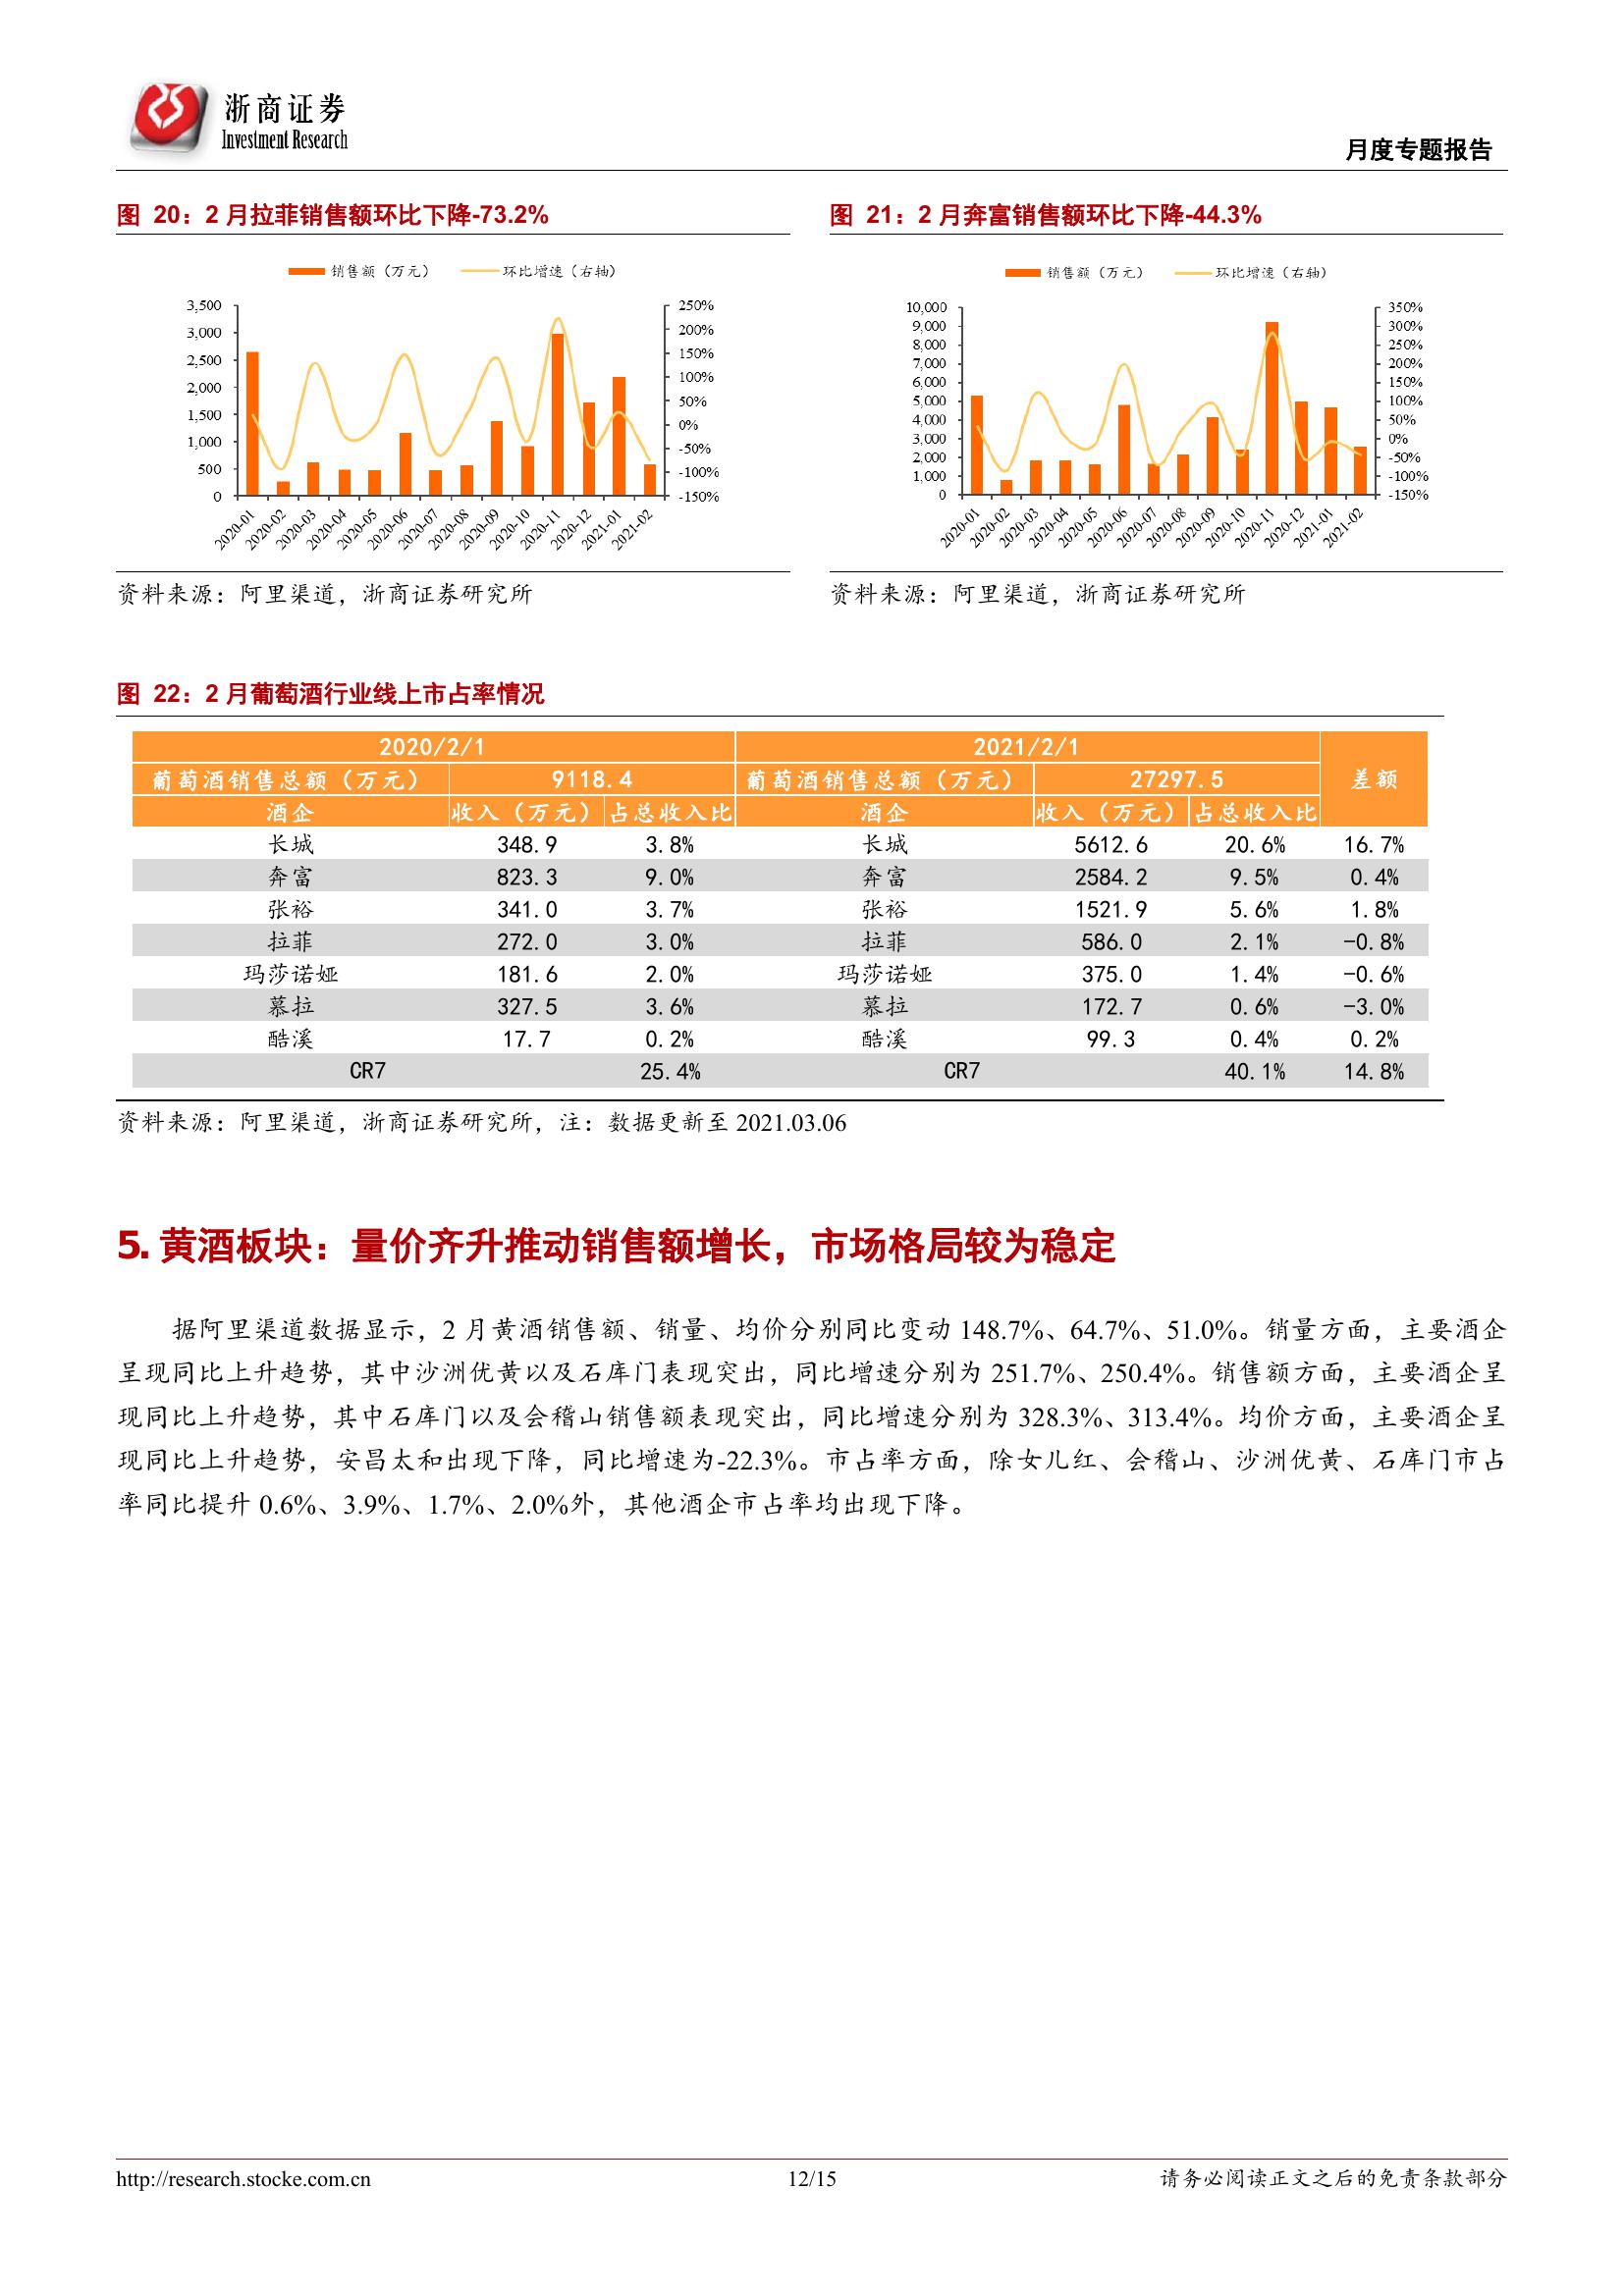 浙商证券
Investment Research
月度专题报告
图 20：2 月拉菲销售额环比下降-73.2%
销售额（万元） 环比增速（右轴）
3,500
3,000
2,500
2,000
1,500
1,000
500
0
250%
200%
150%
100%
50%
0%
-50%
-100%
-150%
2020-01 2020-02 2020-03 2020-04 2020-05 2020-06 2020-07 2020-08 2020-09 2020-10 2020-11 2020-12 2021-01 2021-02
资料来源：阿里渠道，浙商证券研究所
图 21：2 月奔富销售额环比下降-44.3%
销售额（万元） 环比增速（右轴）
10,000
9,000
8,000
7,000
6,000
5,000
4,000
3,000
2,000
1,000
0
350%
300%
250%
200%
150%
100%
50%
0%
-50%
-100%
-150%
2020-01 2020-02 2020-03 2020-04 2020-05 2020-06 2020-07 2020-08 2020-09 2020-10 2020-11 2020-12 2021-01 2021-02
资料来源：阿里渠道，浙商证券研究所
图 22：2 月葡萄酒行业线上市占率情况
2020/2/1 2021/2/1 差额
葡萄酒销售总额（万元） 9118.4 葡萄酒销售总额（万元） 27297.5
酒企 收入（万元） 占总收入比 酒企 收入（万元） 占总收入比
长城 348.9 3.8% 长城 5612.6 20.6% 16.7%
奔富 823.3 9.0% 奔富 2584.2 9.5% 0.4%
张裕 341.0 3.7% 张裕 1521.9 5.6% 1.8%
拉菲 272.0 3.0% 拉菲 586.0 2.1% -0.8%
玛莎诺娅 181.6 2.0% 玛莎诺娅 375.0 1.4% -0.6%
慕拉 327.5 3.6% 慕拉 172.7 0.6% -3.0%
酷溪 17.7 0.2% 酷溪 99.3 0.4% 0.2%
CR7 25.4% CR7 40.1% 14.8%
资料来源：阿里渠道，浙商证券研究所，注：数据更新至 2021.03.06
5. 黄酒板块：量价齐升推动销售额增长，市场格局较为稳定
据阿里渠道数据显示，2 月黄酒销售额、销量、均价分别同比变动 148.7%、64.7%、51.0%。销量方面，主要酒企
呈现同比上升趋势，其中沙洲优黄以及石库门表现突出，同比增速分别为 251.7%、250.4%。销售额方面，主要酒企呈
现同比上升趋势，其中石库门以及会稽山销售额表现突出，同比增速分别为 328.3%、313.4%。均价方面，主要酒企呈
现同比上升趋势，安昌太和出现下降，同比增速为-22.3%。市占率方面，除女儿红、会稽山、沙洲优黄、石库门市占
率同比提升 0.6%、3.9%、1.7%、2.0%外，其他酒企市占率均出现下降。
http://research.stocke.com.cn 12/15 请务必阅读正文之后的免责条款部分